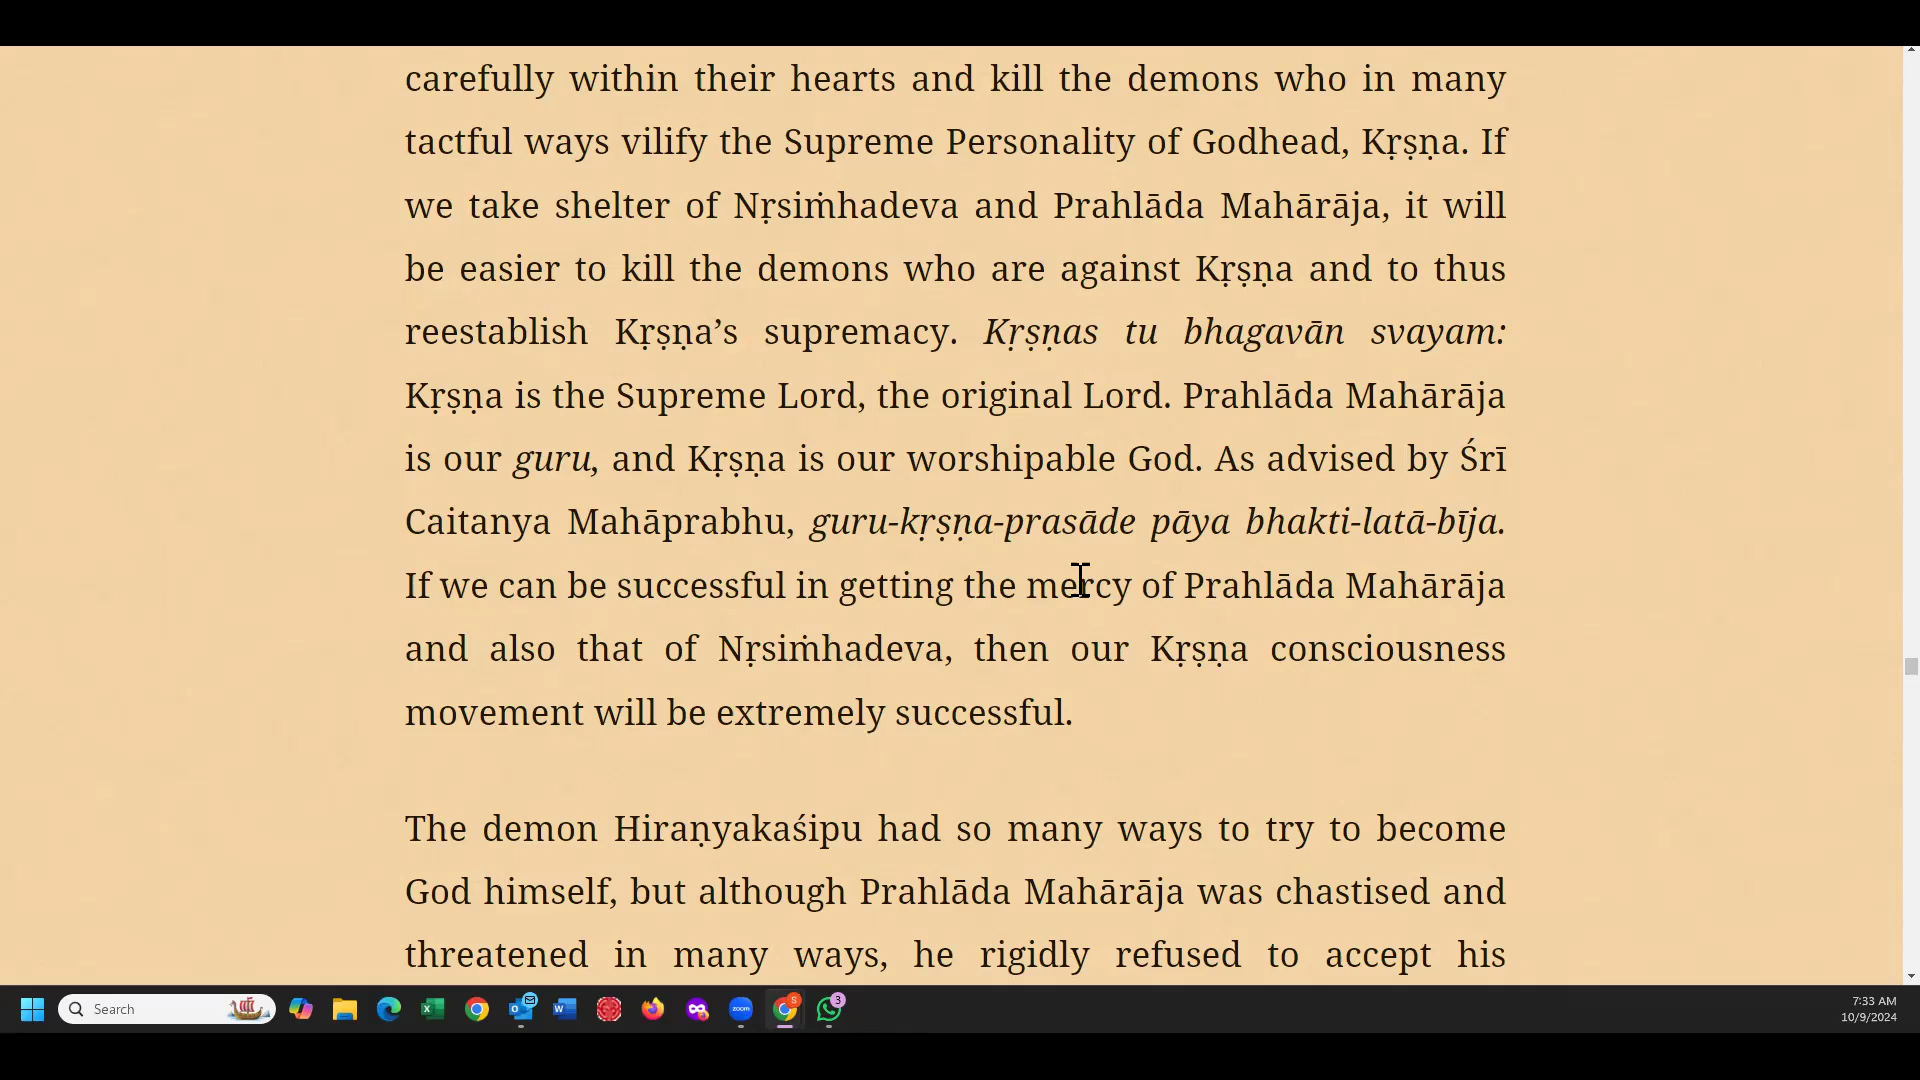 carefully within their hearts and kill the demons who in many
tactful ways vilify the Supreme Personality of Godhead, Kṛṣṇa. If
we take shelter of Nṛsiṁhadeva and Prahlāda Mahārāja, it will
be easier to kill the demons who are against Kṛṣṇa and to thus
reestablish Kṛṣṇa’s supremacy. Kṛṣṇas tu bhagavān svayam:
Kṛṣṇa is the Supreme Lord, the original Lord. Prahlāda Mahārāja
is our guru, and Kṛṣṇa is our worshipable God. As advised by Śrī
Caitanya Mahāprabhu, guru-kṛṣṇa-prasāde pāya bhakti-latā-bīja.
If we can be successful in getting the mercy of Prahlāda Mahārāja
and also that of Nṛsiṁhadeva, then our Kṛṣṇa consciousness
movement will be extremely successful.
The demon Hiraṇyakaśipu had so many ways to try to become
God himself, but although Prahlāda Mahārāja was chastised and
threatened in many ways, he rigidly refused to accept his
Search
zoom
S
3
7:33 AM
10/9/2024